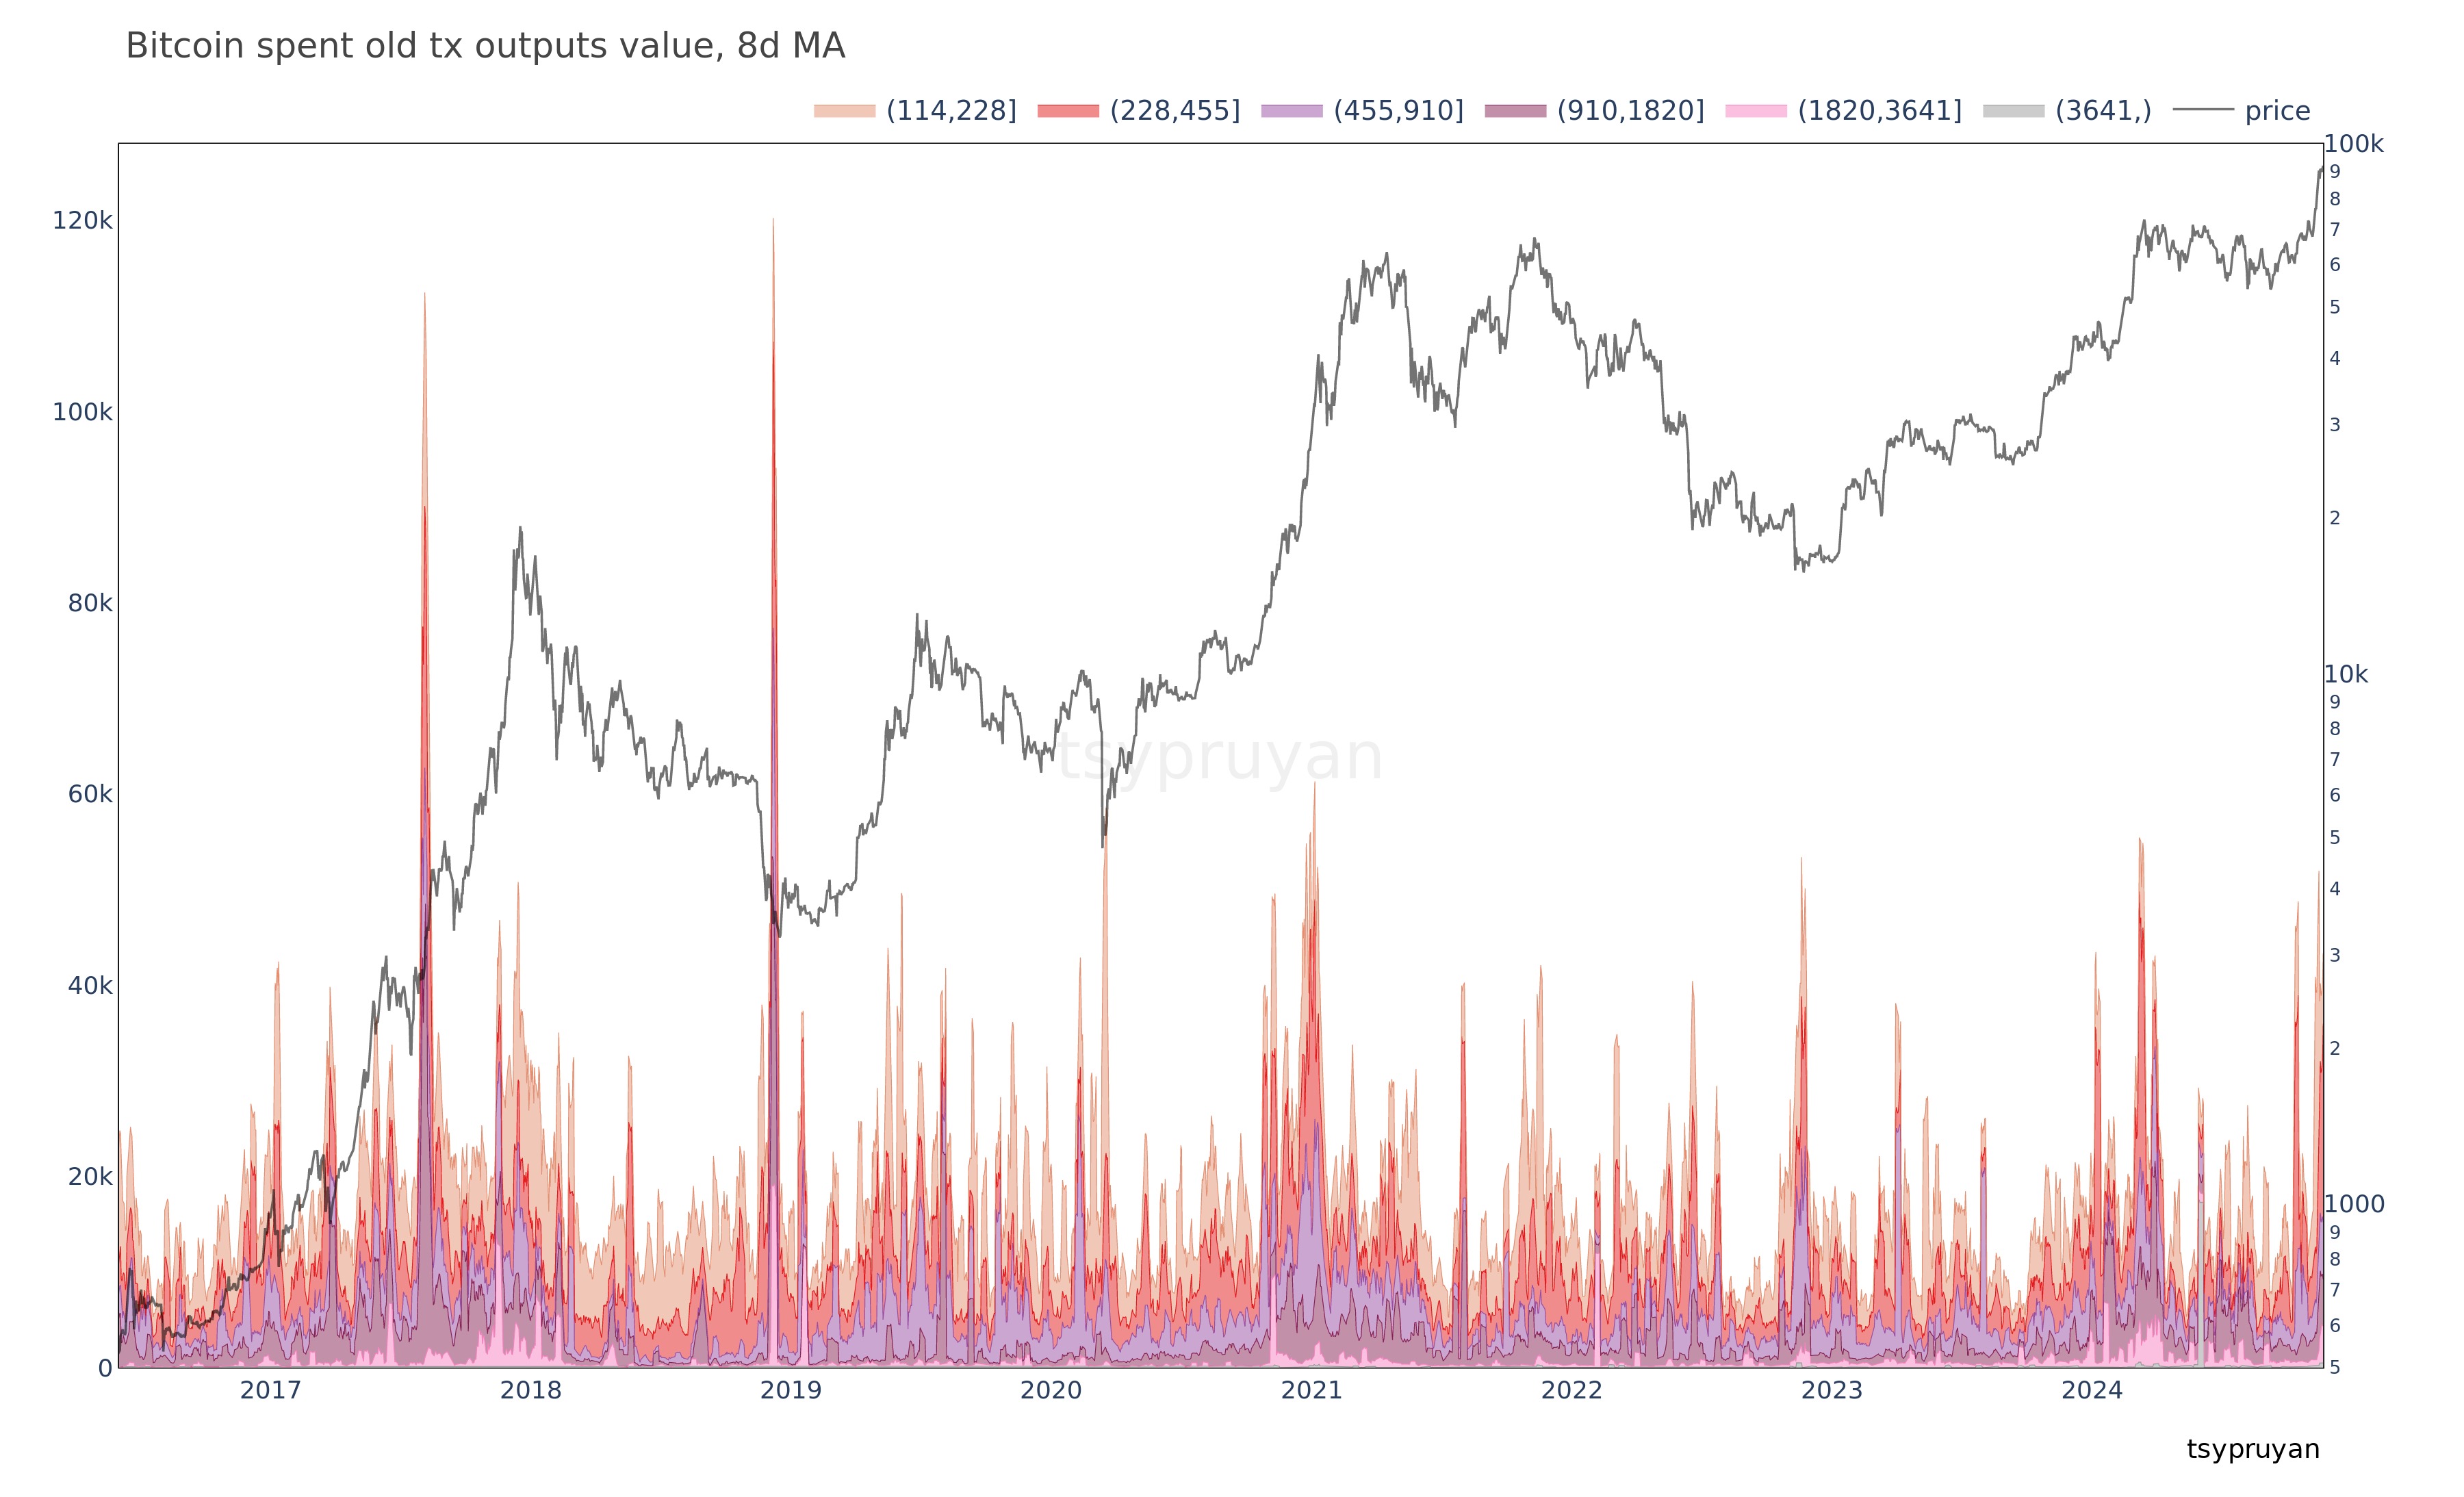 Bitcoin spent old tx outputs value, 8d MA
(114,228] (228,455] (455,910] (910,1820] (1820,3641] (3641,) price
100k
9
8
7
6
5
4
3
2
10k
9
8
7
6
5
4
3
2
1000
9
8
7
6
5
120k
100k
80k
60k
40k
20k
0
tsypruyan
2017 2018 2019 2020 2021 2022 2023 2024
tsypruyan